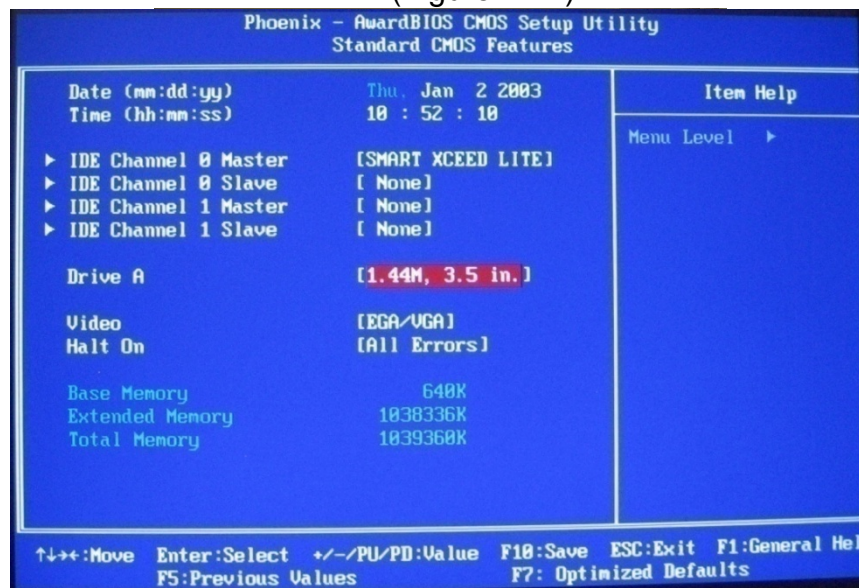 Phoenix - AwardBIOS CMOS Setup Utility
Standard CMOS Features
Date (mm:dd:yy) Thu, Jan 2 2003
Time (hh:mm:ss) 10 : 52 : 10
Item Help
Menu Level ▶
▶ IDE Channel 0 Master [SMART XCEED LITE]
▶ IDE Channel 0 Slave [ None]
▶ IDE Channel 1 Master [ None]
▶ IDE Channel 1 Slave [ None]
Drive A [1.44M, 3.5 in.]
Video [EGA/VGA]
Halt On [All Errors]
Base Memory 640K
Extended Memory 1038336K
Total Memory 1039360K
↑↓→←:Move Enter:Select +/-/PU/PD:Value F10:Save ESC:Exit F1:General Hel
F5:Previous Values F7: Optimized Defaults